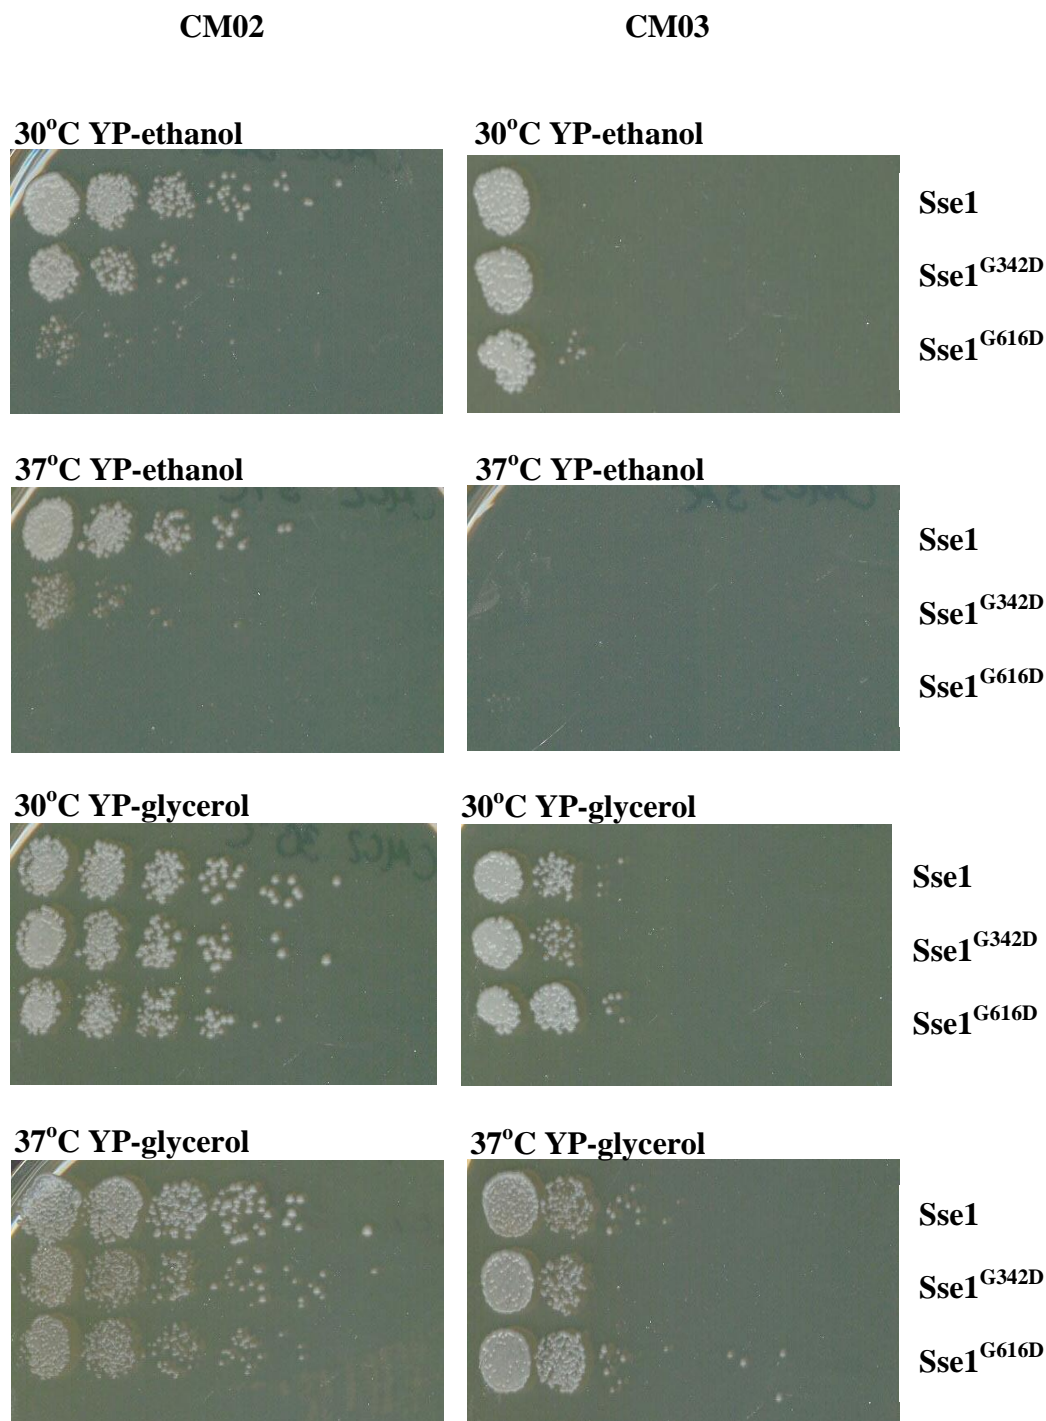 CM02 CM03
30°C YP-ethanol 30°C YP-ethanol
Sse1
Sse1G342D
Sse1G616D
37°C YP-ethanol 37°C YP-ethanol
Sse1
Sse1G342D
Sse1G616D
30°C YP-glycerol 30°C YP-glycerol
Sse1
Sse1G342D
Sse1G616D
37°C YP-glycerol 37°C YP-glycerol
Sse1
Sse1G342D
Sse1G616D